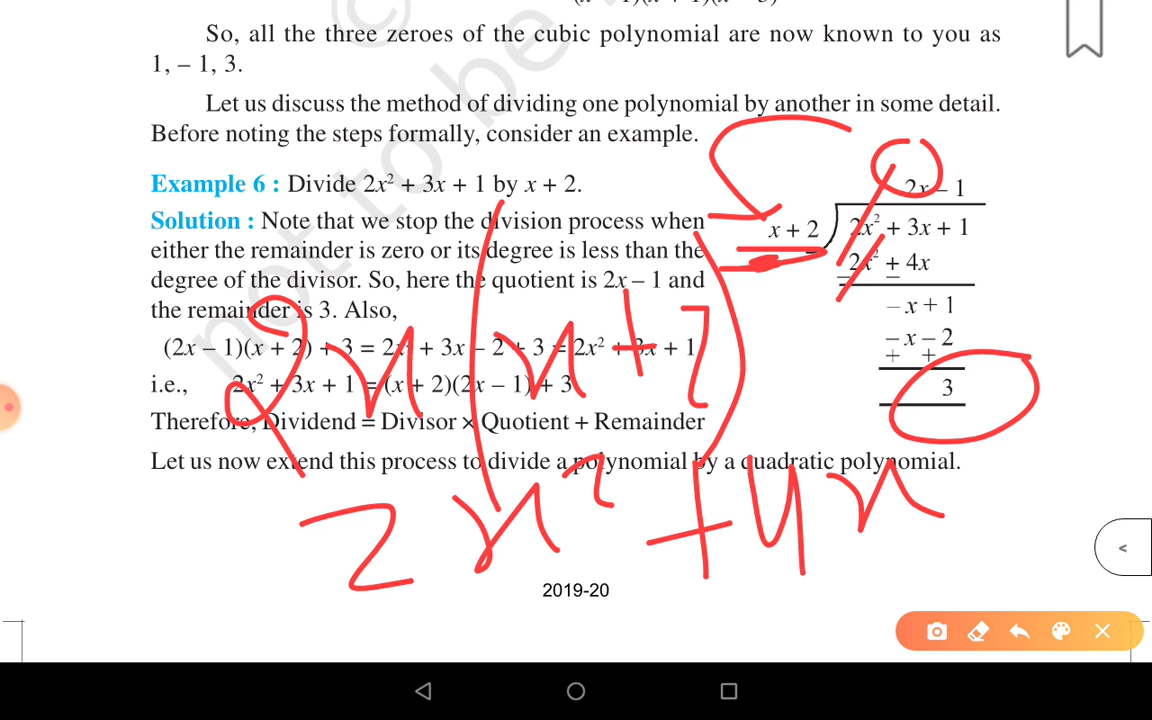 So, all the three zeroes of the cubic polynomial are now known to you as
1, – 1, 3.
Let us discuss the method of dividing one polynomial by another in some detail.
Before noting the steps formally, consider an example.
Example 6 : Divide 2x² + 3x + 1 by x + 2.
Solution : Note that we stop the division process when
either the remainder is zero or its degree is less than the
degree of the divisor. So, here the quotient is 2x – 1 and
the remainder is 3. Also,
(2x – 1)(x + 2) + 3 = 2x² + 3x – 2 + 3 = 2x² + 3x + 1
i.e., 2x² + 3x + 1 = (x + 2)(2x – 1) + 3
Therefore, Dividend = Divisor × Quotient + Remainder
Let us now extend this process to divide a polynomial by a quadratic polynomial.
2x – 1
x + 2 ) 2x² + 3x + 1
2x² + 4x
– –
– x + 1
– x – 2
+ +
3
2x (x + 2)
2x² + 4x
not to be
©
2019-20
<